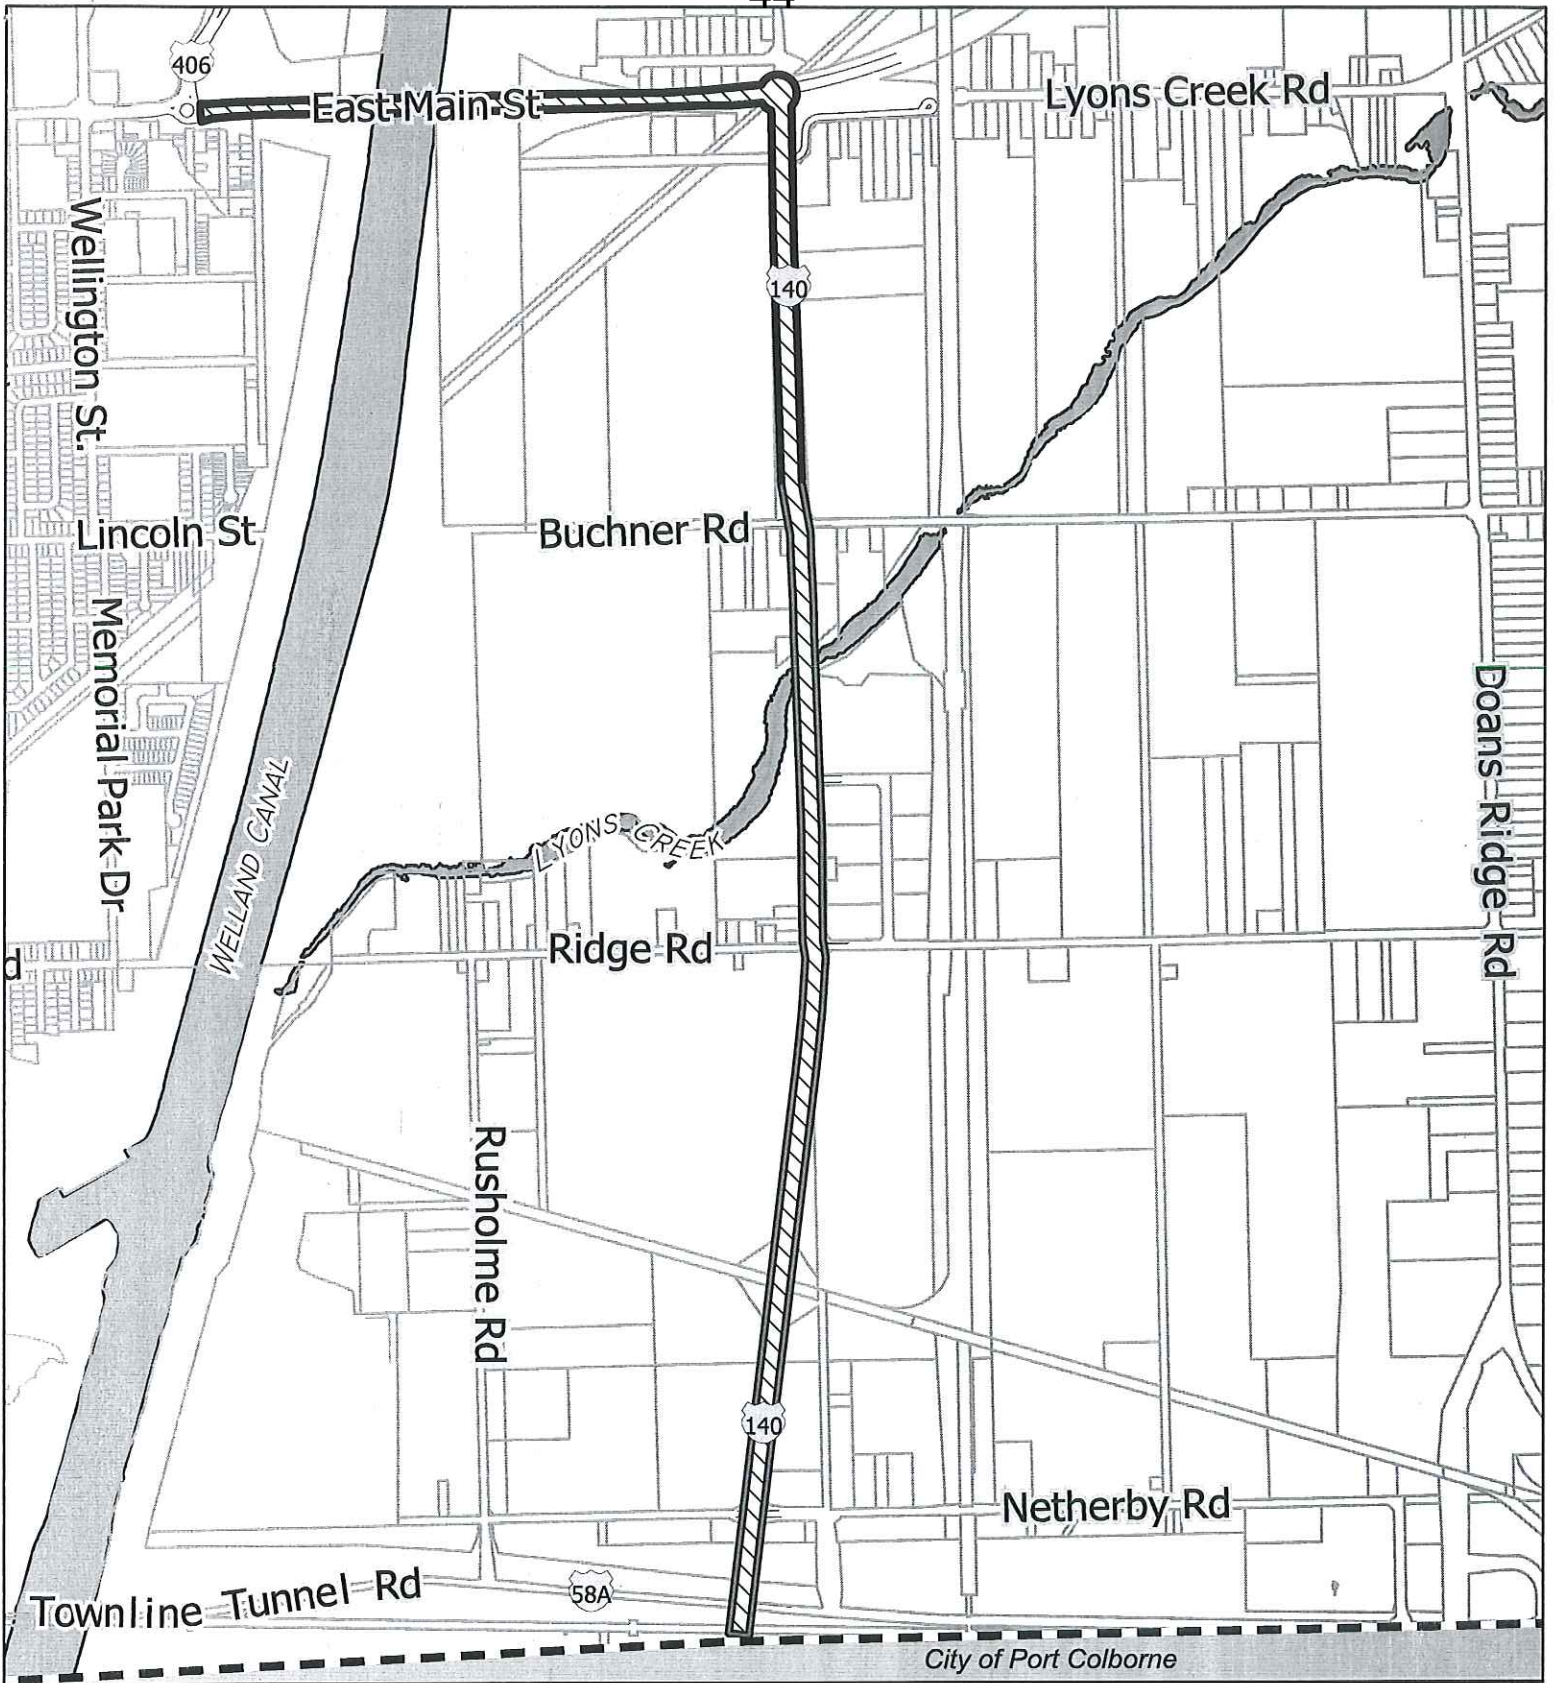 406
East Main St
Lyons Creek Rd
Wellington St.
140
Lincoln St
Buchner Rd
Memorial Park Dr
Doans Ridge Rd
WELLAND CANAL
LYONS CREEK
Ridge Rd
d
Rusholme Rd
140
Netherby Rd
Townline Tunnel Rd
58A
City of Port Colborne